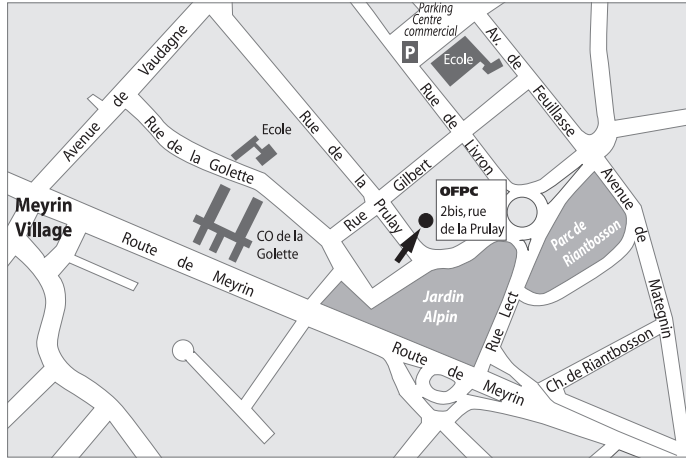 Parking
Centre
commercial
P
Ecole
Av. de Feuillasse
Avenue de Vaudagne
Rue de la Golette
Ecole
Rue de la Prulay
Rue de Livron
Rue Gilbert
OFPC
2bis, rue
de la Prulay
Meyrin
Village
CO de la
Golette
Route de Meyrin
Jardin
Alpin
Parc de
Riantbosson
Avenue de Mategnin
Rue Lect
Ch. de Riantbosson
Route de Meyrin